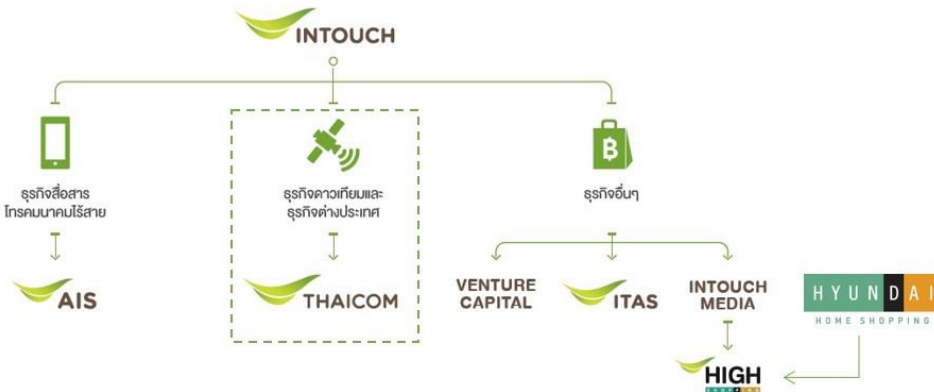 INTOUCH
฿
ธุรกิจสื่อสาร
โทรคมนาคมไร้สาย
ธุรกิจดาวเทียมและ
ธุรกิจต่างประเทศ
ธุรกิจอื่นๆ
AIS
THAICOM
VENTURE
CAPITAL
ITAS
INTOUCH
MEDIA
HYUNDAI
HOME SHOPPING
HIGH
SHOPPING